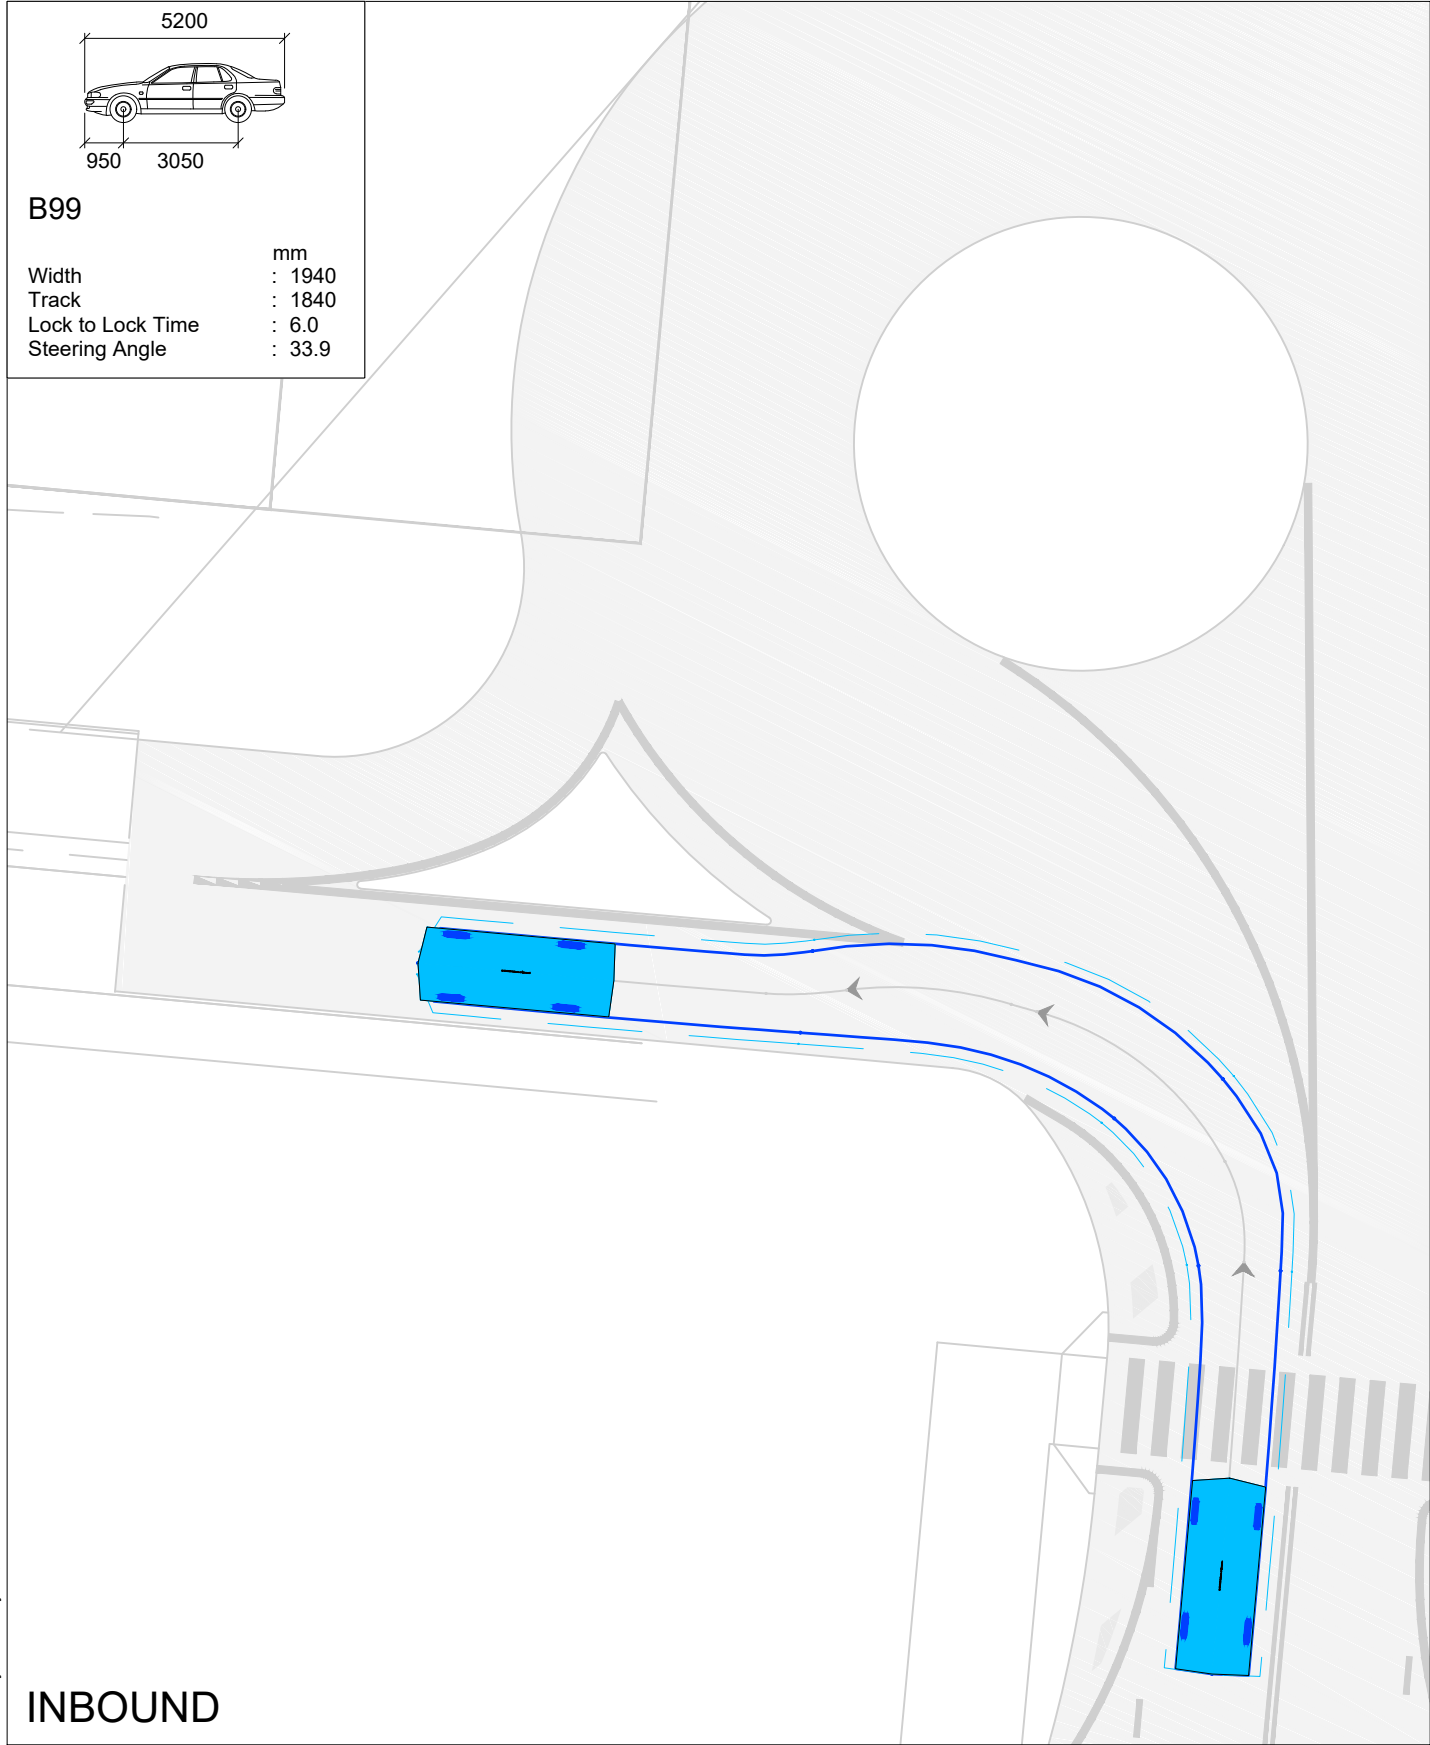 5200
950 3050
B99
mm
Width : 1940
Track : 1840
Lock to Lock Time : 6.0
Steering Angle : 33.9
INBOUND